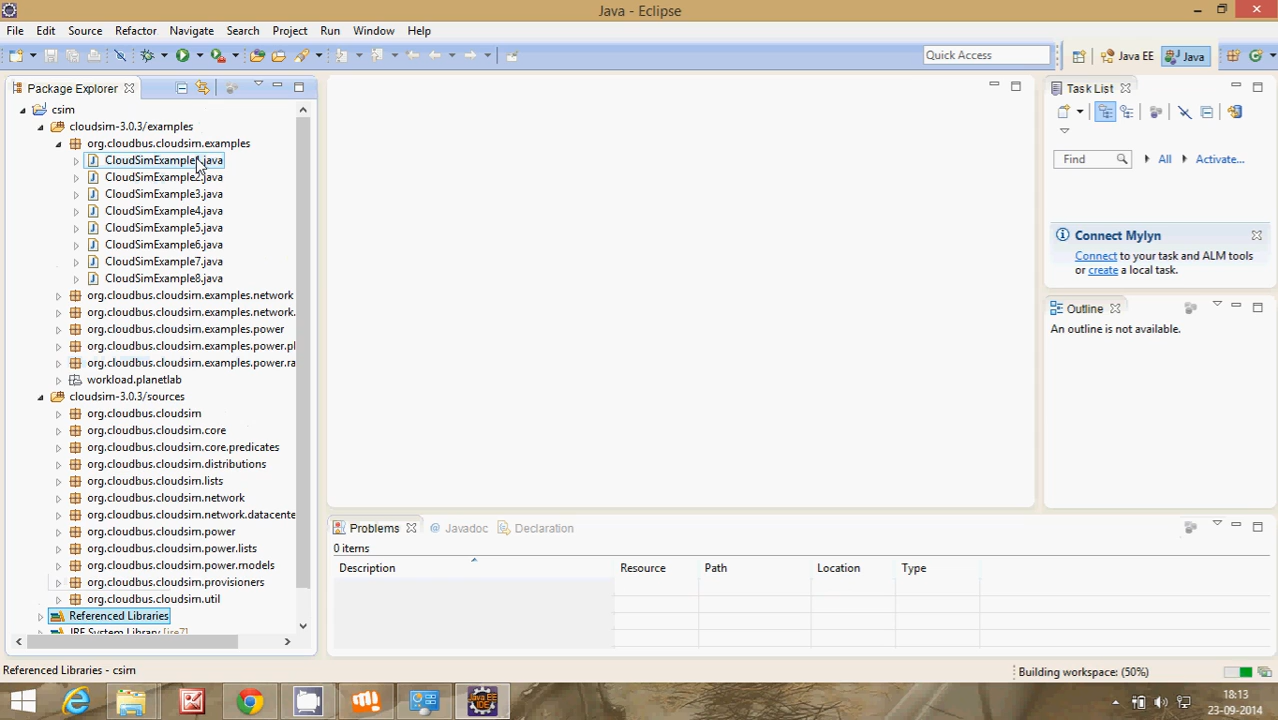 Java - Eclipse
File Edit Source Refactor Navigate Search Project Run Window Help
Quick Access
Java EE
Java
Package Explorer
csim
cloudsim-3.0.3/examples
org.cloudbus.cloudsim.examples
CloudSimExample1.java
CloudSimExample2.java
CloudSimExample3.java
CloudSimExample4.java
CloudSimExample5.java
CloudSimExample6.java
CloudSimExample7.java
CloudSimExample8.java
org.cloudbus.cloudsim.examples.network
org.cloudbus.cloudsim.examples.network.
org.cloudbus.cloudsim.examples.power
org.cloudbus.cloudsim.examples.power.pl
org.cloudbus.cloudsim.examples.power.ra
workload.planetlab
cloudsim-3.0.3/sources
org.cloudbus.cloudsim
org.cloudbus.cloudsim.core
org.cloudbus.cloudsim.core.predicates
org.cloudbus.cloudsim.distributions
org.cloudbus.cloudsim.lists
org.cloudbus.cloudsim.network
org.cloudbus.cloudsim.network.datacente
org.cloudbus.cloudsim.power
org.cloudbus.cloudsim.power.lists
org.cloudbus.cloudsim.power.models
org.cloudbus.cloudsim.provisioners
org.cloudbus.cloudsim.util
Referenced Libraries
JRE System Library [jre7]
Task List
Find
All
Activate...
Connect Mylyn
Connect to your task and ALM tools
or create a local task.
Outline
An outline is not available.
Problems
@ Javadoc
Declaration
0 items
Description Resource Path Location Type
Referenced Libraries - csim
Building workspace: (50%)
Java EE
IDE
18:13
23-09-2014